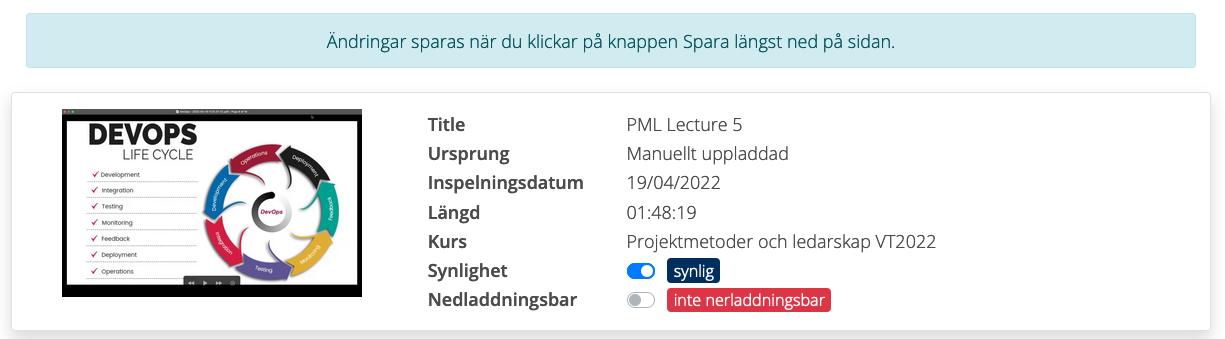 Ändringar sparas när du klickar på knappen Spara längst ned på sidan.
DEVOPS
LIFE CYCLE
Development
Integration
Testing
Monitoring
Feedback
Deployment
Operations
Operations
Deployment
Feedback
Monitoring
Testing
Integration
Development
DevOps
Title PML Lecture 5
Ursprung Manuellt uppladdad
Inspelningsdatum 19/04/2022
Längd 01:48:19
Kurs Projektmetoder och ledarskap VT2022
Synlighet synlig
Nedladdningsbar inte nerladdningsbar